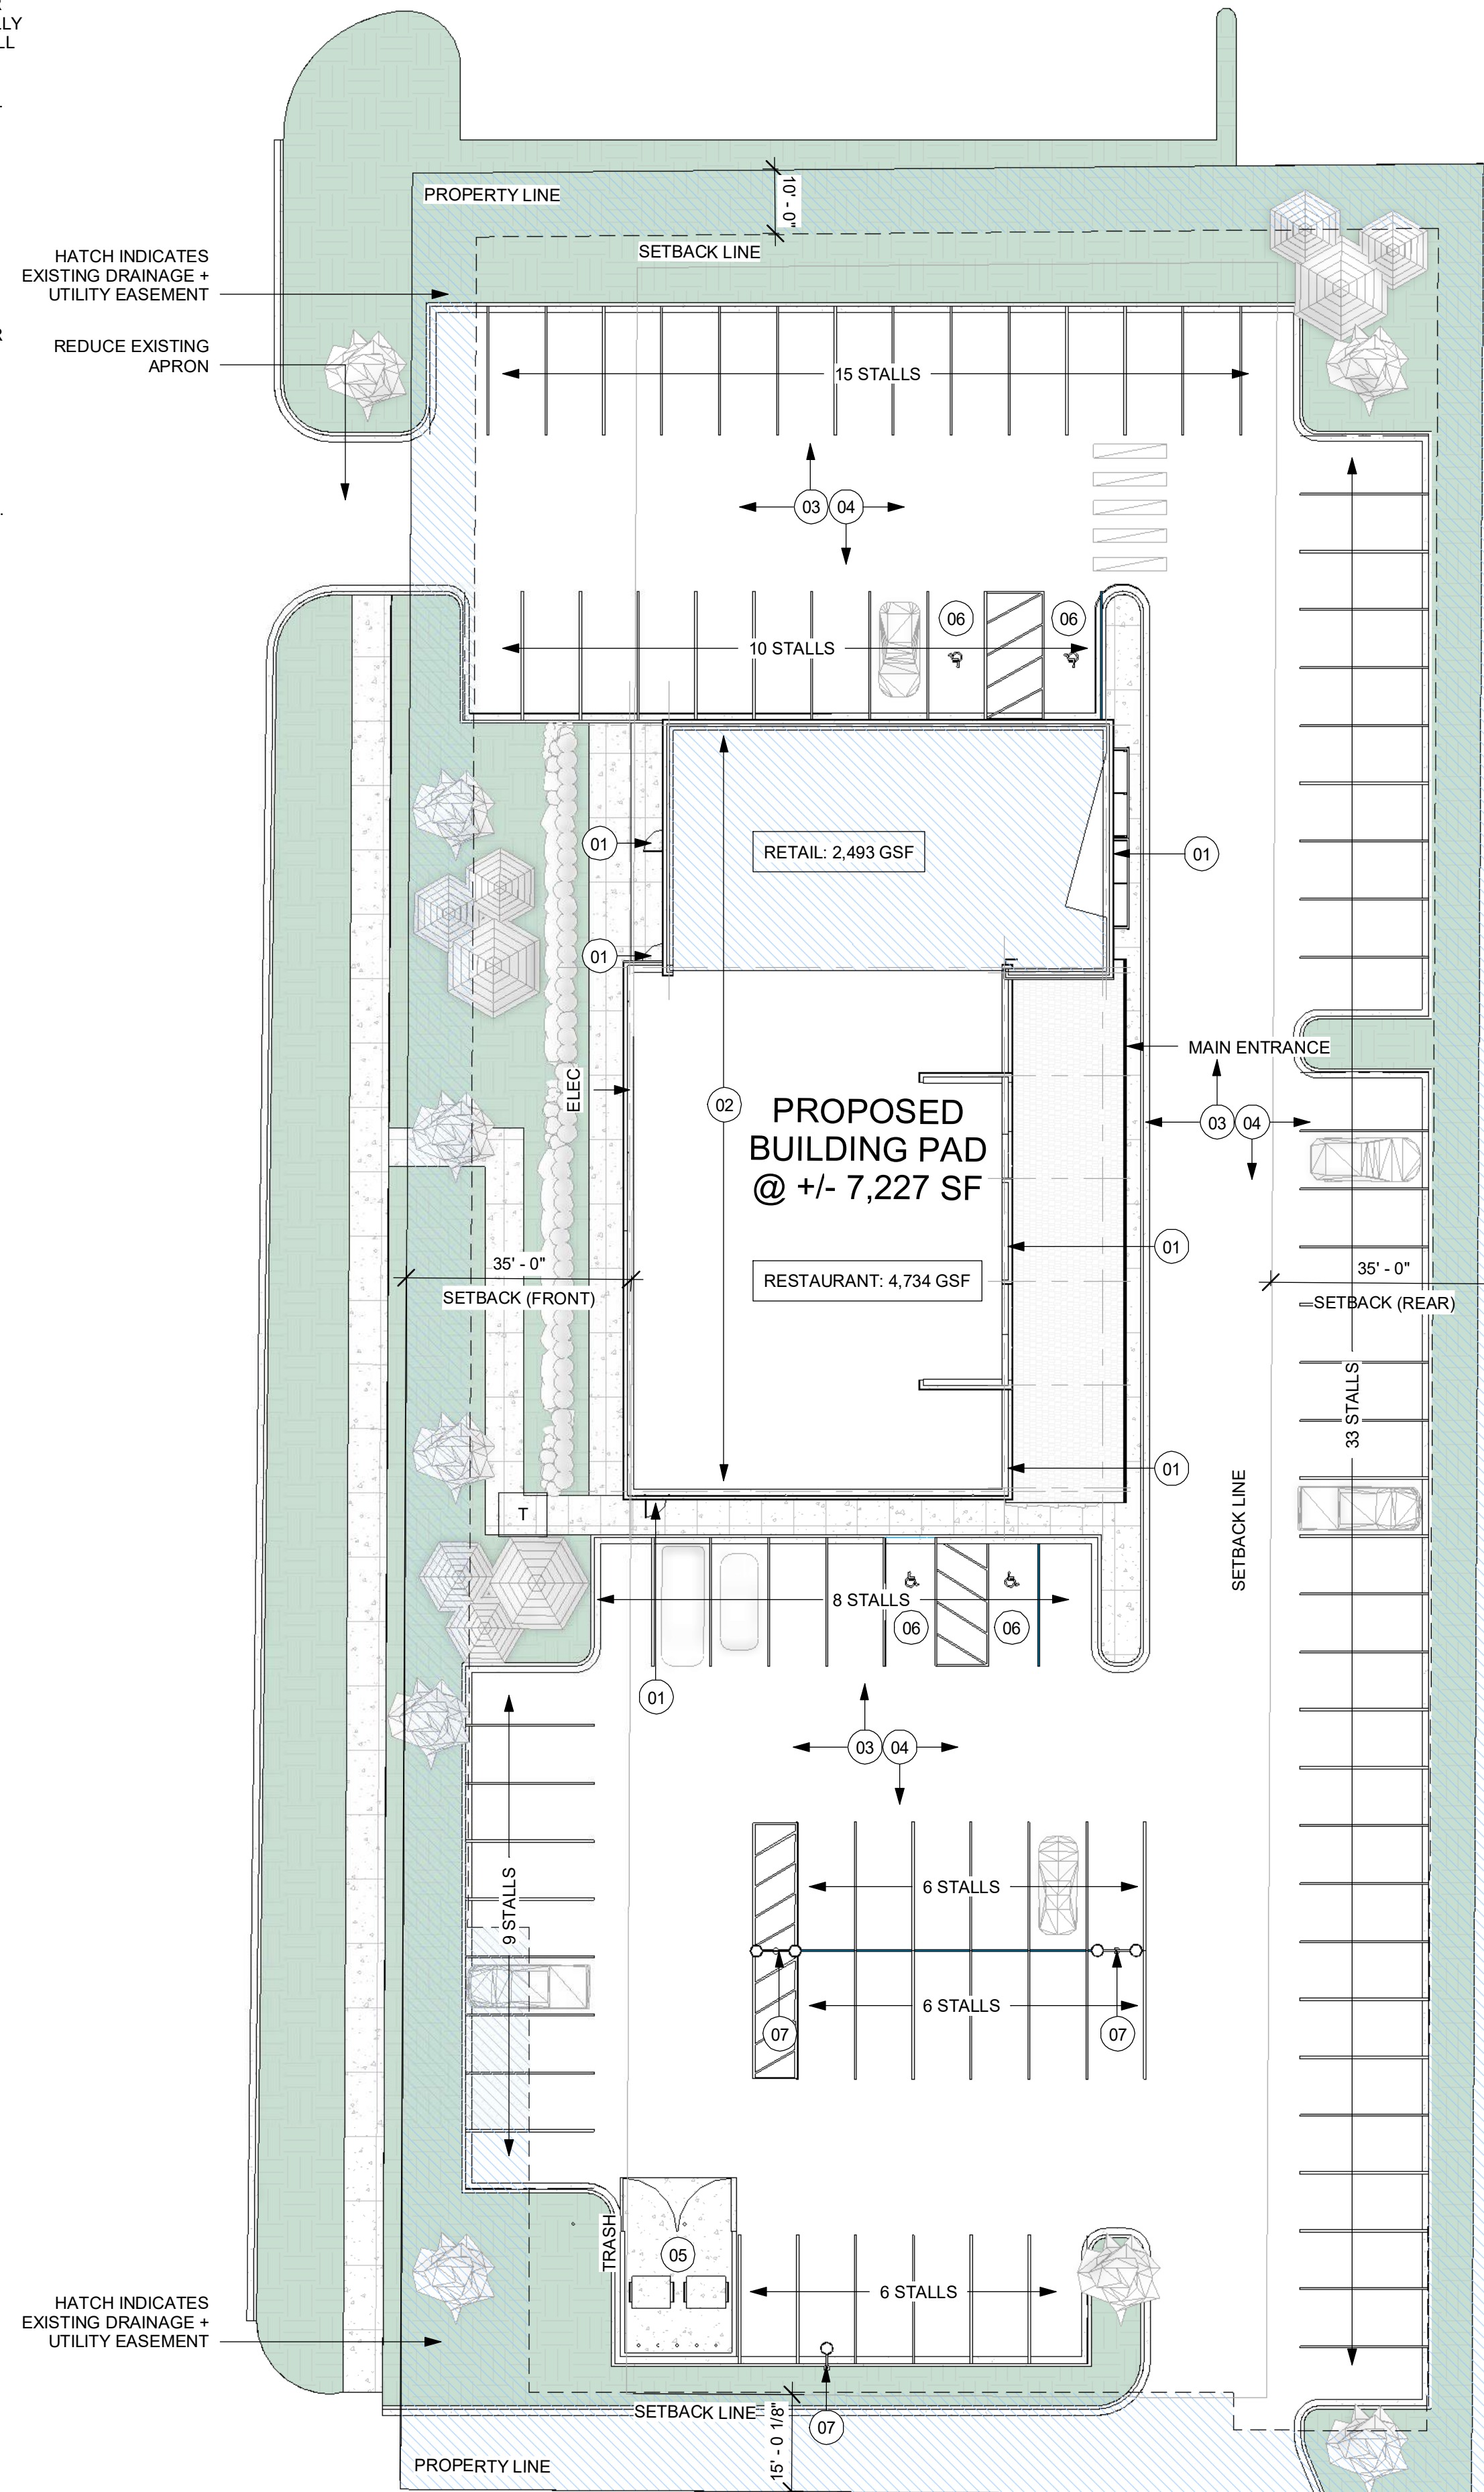 LLY
LL
PROPERTY LINE
10' - 0"
SETBACK LINE
HATCH INDICATES
EXISTING DRAINAGE +
UTILITY EASEMENT
REDUCE EXISTING
APRON
15 STALLS
03
04
06
06
10 STALLS
01
RETAIL: 2,493 GSF
01
01
MAIN ENTRANCE
ELEC
02
PROPOSED
BUILDING PAD
@ +/- 7,227 SF
03
04
01
35' - 0"
SETBACK (FRONT)
RESTAURANT: 4,734 GSF
35' - 0"
SETBACK (REAR)
33 STALLS
01
SETBACK LINE
T
8 STALLS
06
06
01
03
04
9 STALLS
6 STALLS
6 STALLS
07
07
TRASH
05
6 STALLS
HATCH INDICATES
EXISTING DRAINAGE +
UTILITY EASEMENT
SETBACK LINE
15' - 0 1/8"
07
PROPERTY LINE